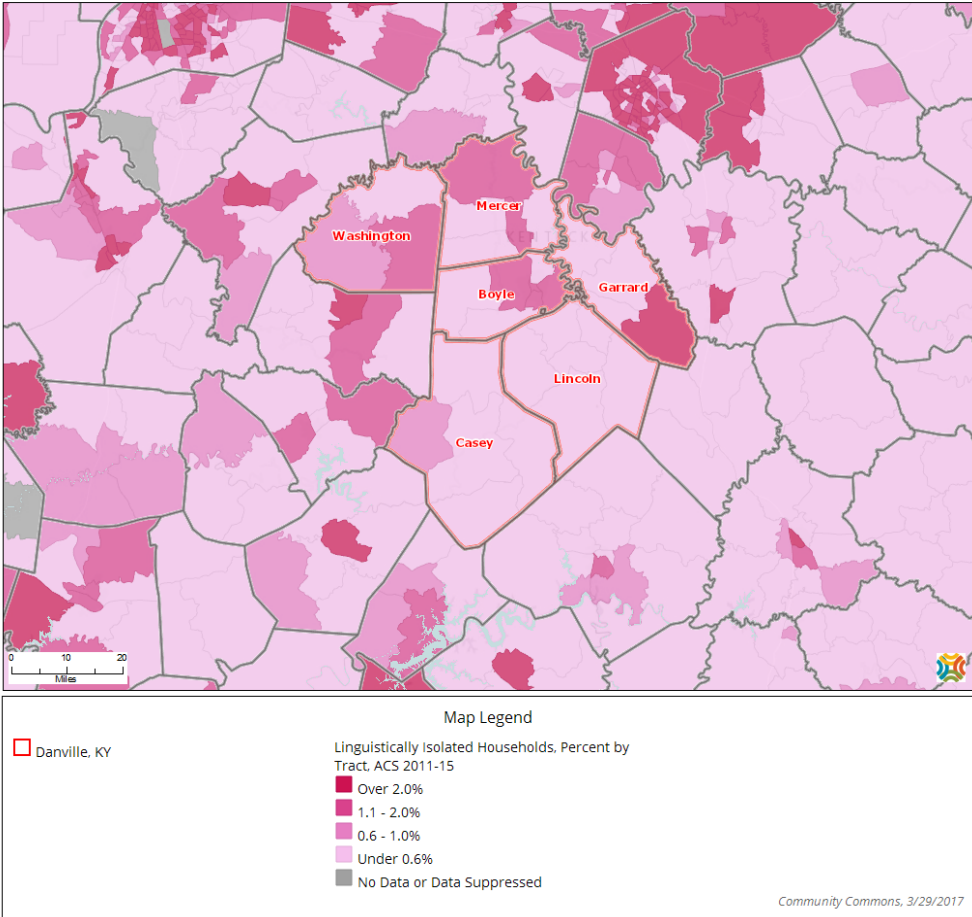 Mercer
Washington
KENTUCK
Boyle
Garrard
Lincoln
Casey
0 10 20
Miles
Map Legend
Danville, KY
Linguistically Isolated Households, Percent by
Tract, ACS 2011-15
Over 2.0%
1.1 - 2.0%
0.6 - 1.0%
Under 0.6%
No Data or Data Suppressed
Community Commons, 3/29/2017